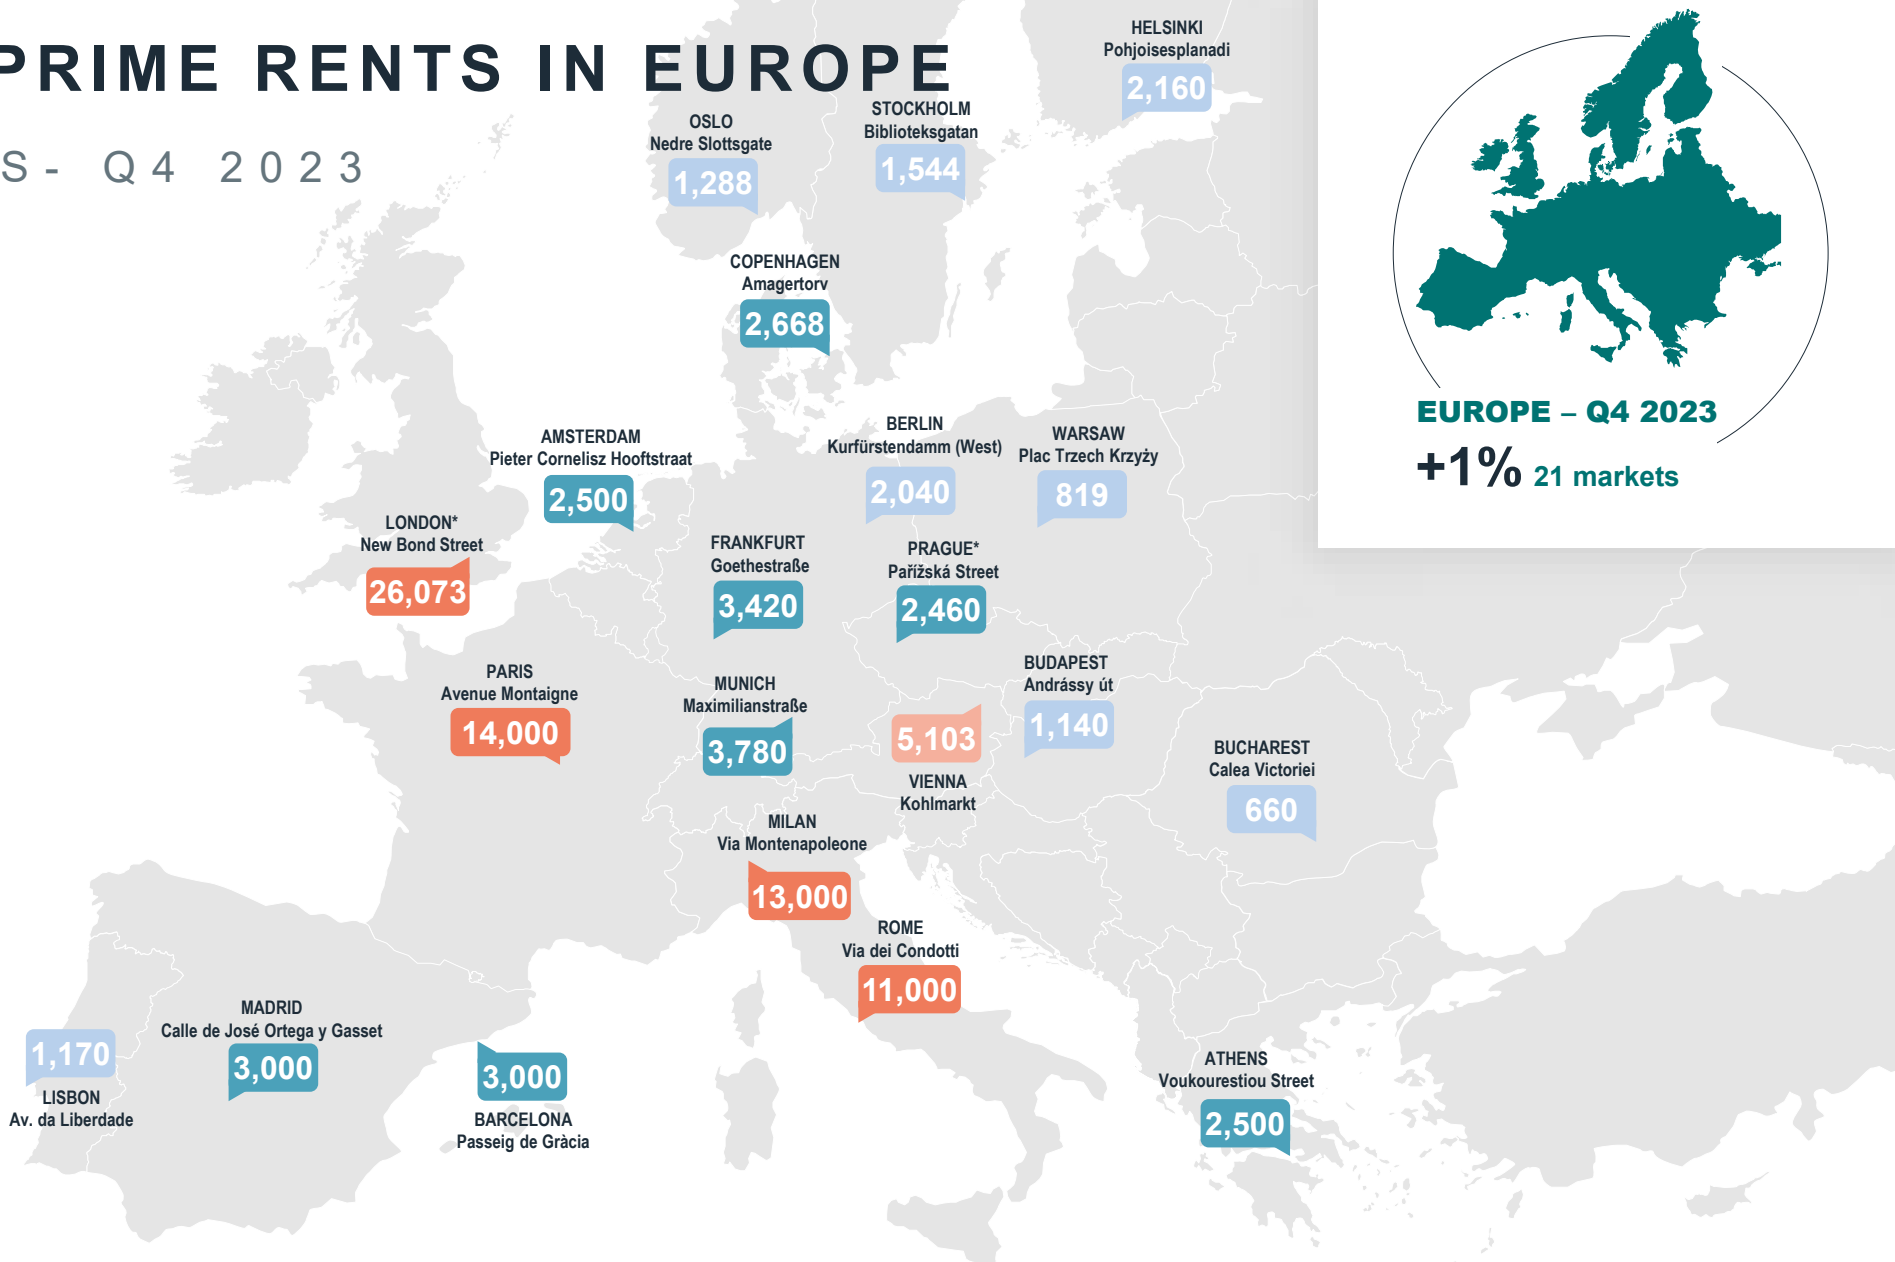 PRIME RENTS IN EUROPE
S - Q4 2023
HELSINKI
Pohjoisesplanadi
2,160
STOCKHOLM
Biblioteksgatan
1,544
OSLO
Nedre Slottsgate
1,288
COPENHAGEN
Amagertorv
2,668
EUROPE – Q4 2023
+1% 21 markets
AMSTERDAM
Pieter Cornelisz Hooftstraat
2,500
BERLIN
Kurfürstendamm (West)
2,040
WARSAW
Plac Trzech Krzyży
819
LONDON*
New Bond Street
26,073
FRANKFURT
Goethestraße
3,420
PRAGUE*
Pařížská Street
2,460
PARIS
Avenue Montaigne
14,000
MUNICH
Maximilianstraße
3,780
5,103
VIENNA
Kohlmarkt
BUDAPEST
Andrássy út
1,140
BUCHAREST
Calea Victoriei
660
MILAN
Via Montenapoleone
13,000
ROME
Via dei Condotti
11,000
MADRID
Calle de José Ortega y Gasset
3,000
1,170
LISBON
Av. da Liberdade
3,000
BARCELONA
Passeig de Gràcia
ATHENS
Voukourestiou Street
2,500